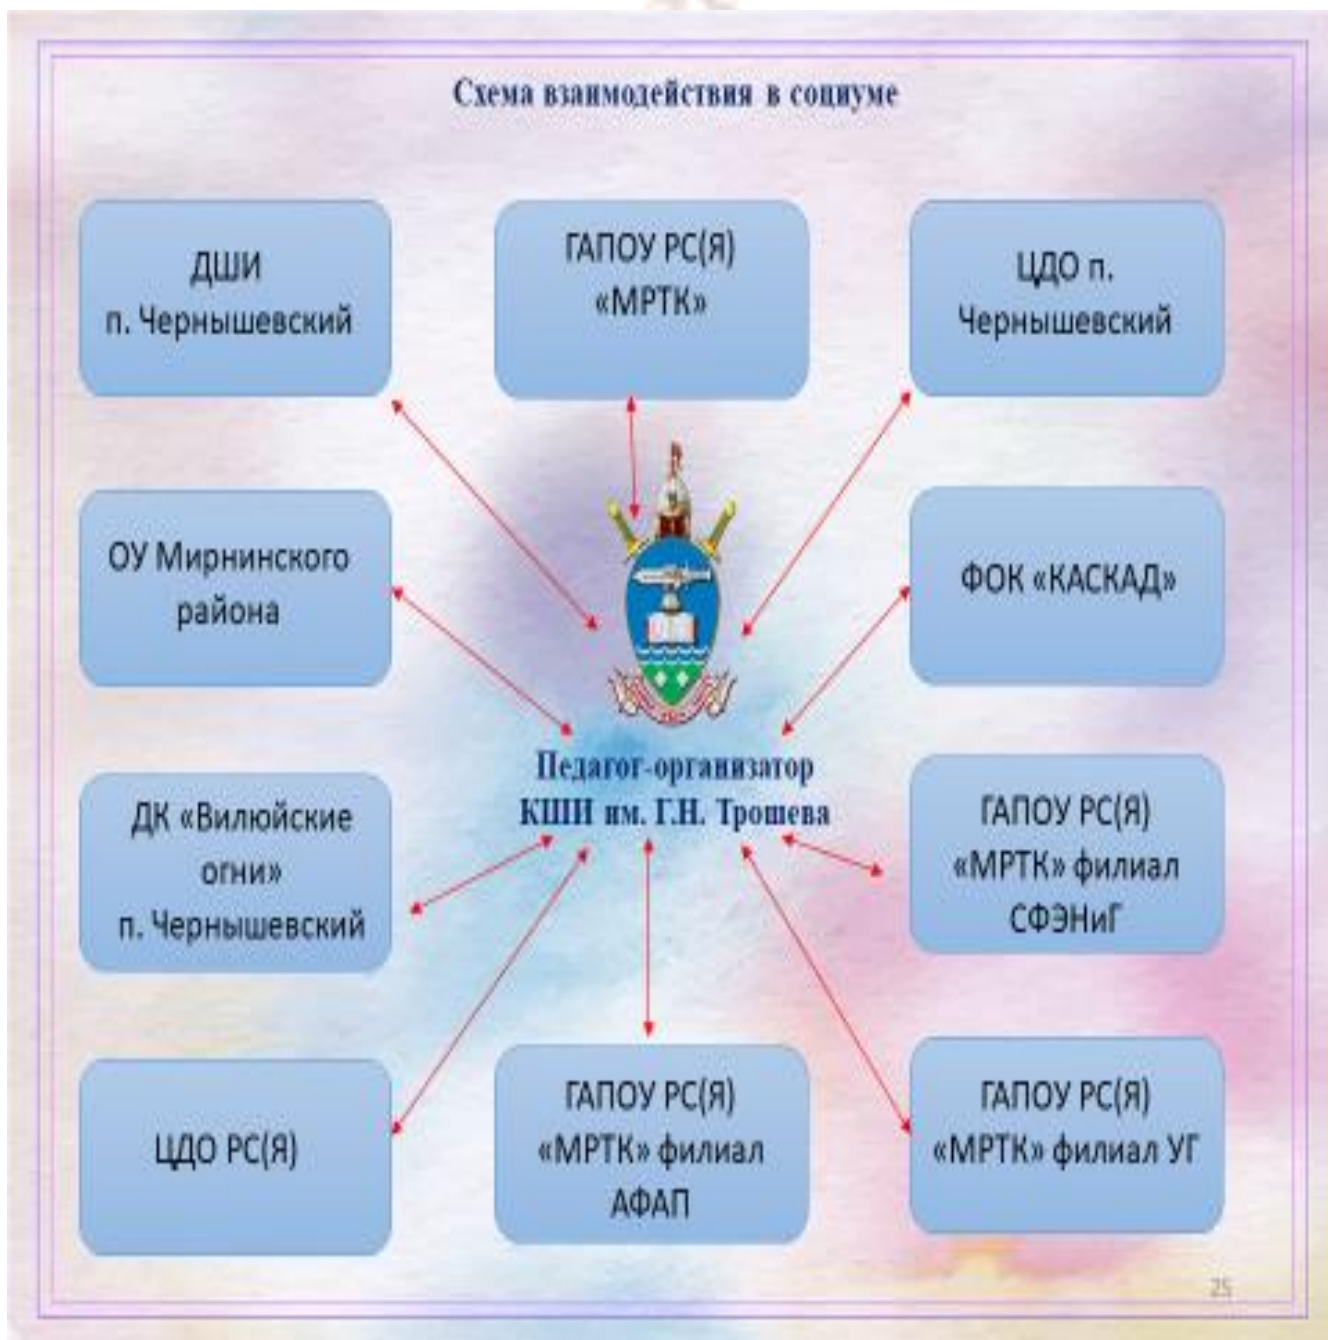 Схема взаимодействия в социуме
ДШИ
п. Чернышевский
ГАПОУ РС(Я)
«МРТК»
ЦДО п.
Чернышевский
ОУ Мирнинского
района
ФОК «КАСКАД»
Педагог-организатор
КШИ им. Г.Н. Трошева
ДК «Вилюйские
огни»
п. Чернышевский
ГАПОУ РС(Я)
«МРТК» филиал
СФЭНиГ
ЦДО РС(Я)
ГАПОУ РС(Я)
«МРТК» филиал
АФАП
ГАПОУ РС(Я)
«МРТК» филиал УГ
25